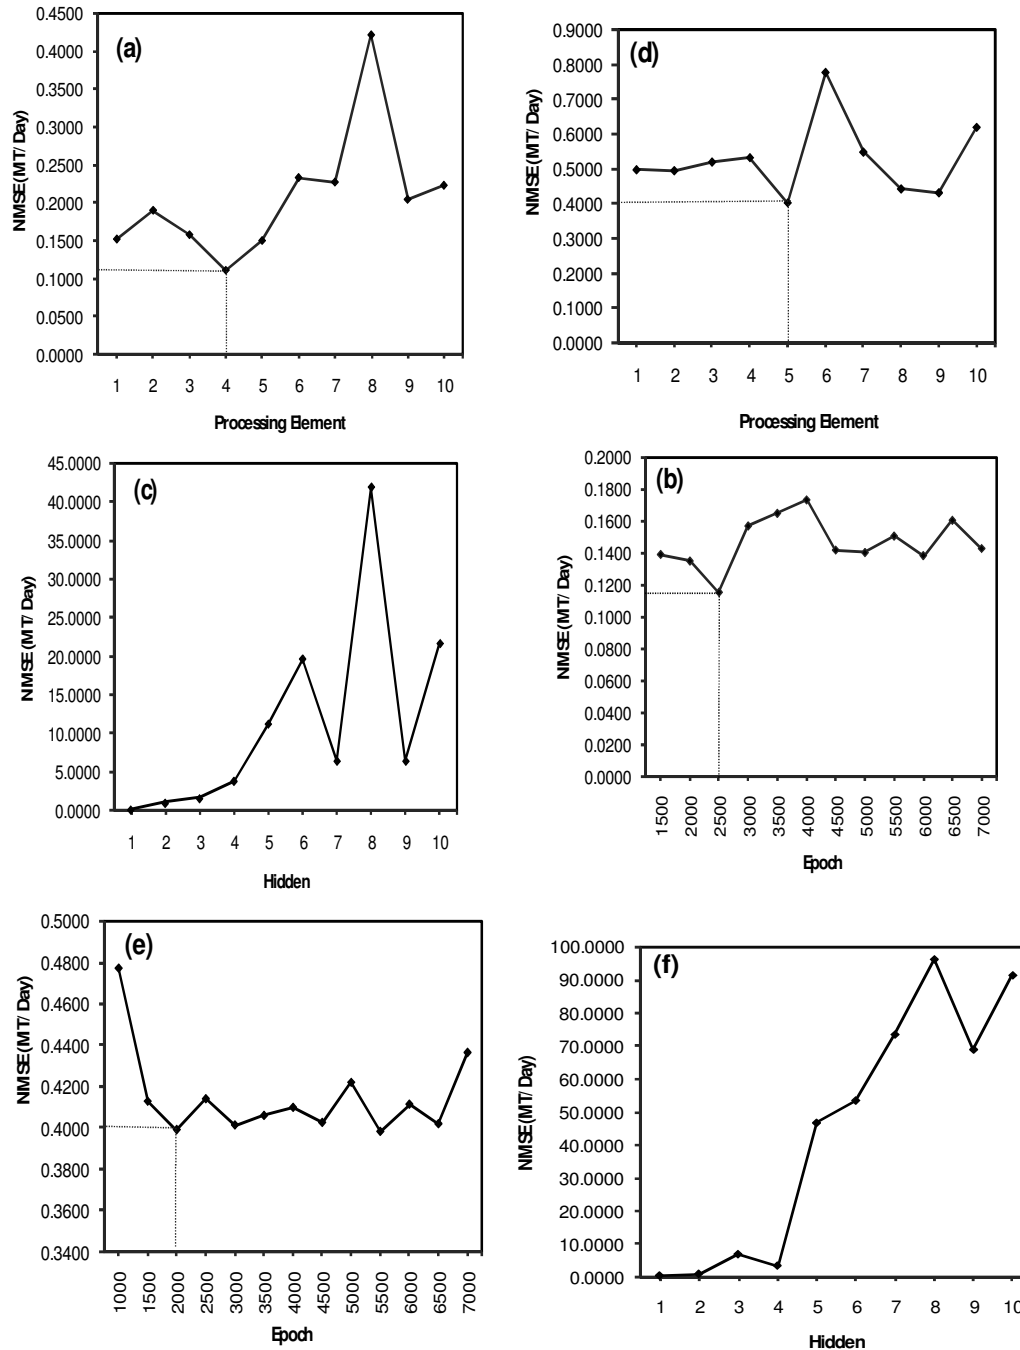 (a)
NMSE (MT/ Day)
0.4500
0.4000
0.3500
0.3000
0.2500
0.2000
0.1500
0.1000
0.0500
0.0000
1 2 3 4 5 6 7 8 9 10
Processing Element
(d)
NMSE (MT/ Day)
0.9000
0.8000
0.7000
0.6000
0.5000
0.4000
0.3000
0.2000
0.1000
0.0000
1 2 3 4 5 6 7 8 9 10
Processing Element
(c)
NMSE (MT/ Day)
45.0000
40.0000
35.0000
30.0000
25.0000
20.0000
15.0000
10.0000
5.0000
0.0000
1 2 3 4 5 6 7 8 9 10
Hidden
(b)
NMSE (MT/ Day)
0.2000
0.1800
0.1600
0.1400
0.1200
0.1000
0.0800
0.0600
0.0400
0.0200
0.0000
1500 2000 2500 3000 3500 4000 4500 5000 5500 6000 6500 7000
Epoch
(e)
NMSE (MT/ Day)
0.5000
0.4800
0.4600
0.4400
0.4200
0.4000
0.3800
0.3600
0.3400
1000 1500 2000 2500 3000 3500 4000 4500 5000 5500 6000 6500 7000
Epoch
(f)
NMSE (MT/ Day)
100.0000
90.0000
80.0000
70.0000
60.0000
50.0000
40.0000
30.0000
20.0000
10.0000
0.0000
1 2 3 4 5 6 7 8 9 10
Hidden